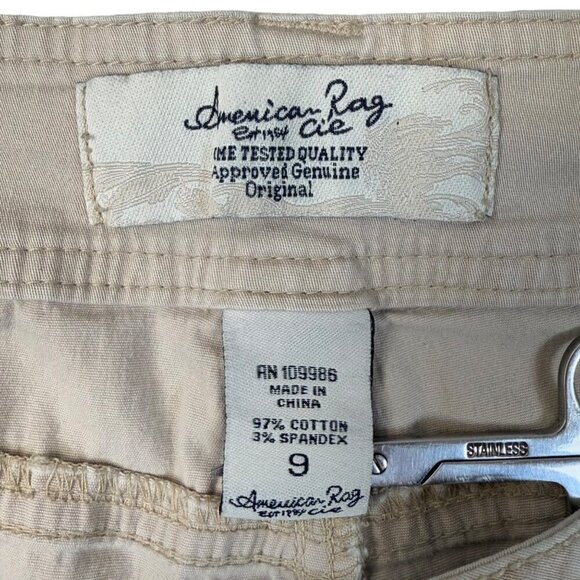 American Rag
Est 1984 Cie
IME TESTED QUALITY
Approved Genuine
Original
RN 109986
MADE IN
CHINA
97% COTTON
3% SPANDEX
9
American Rag
EST 1984 Cie
STAINLESS